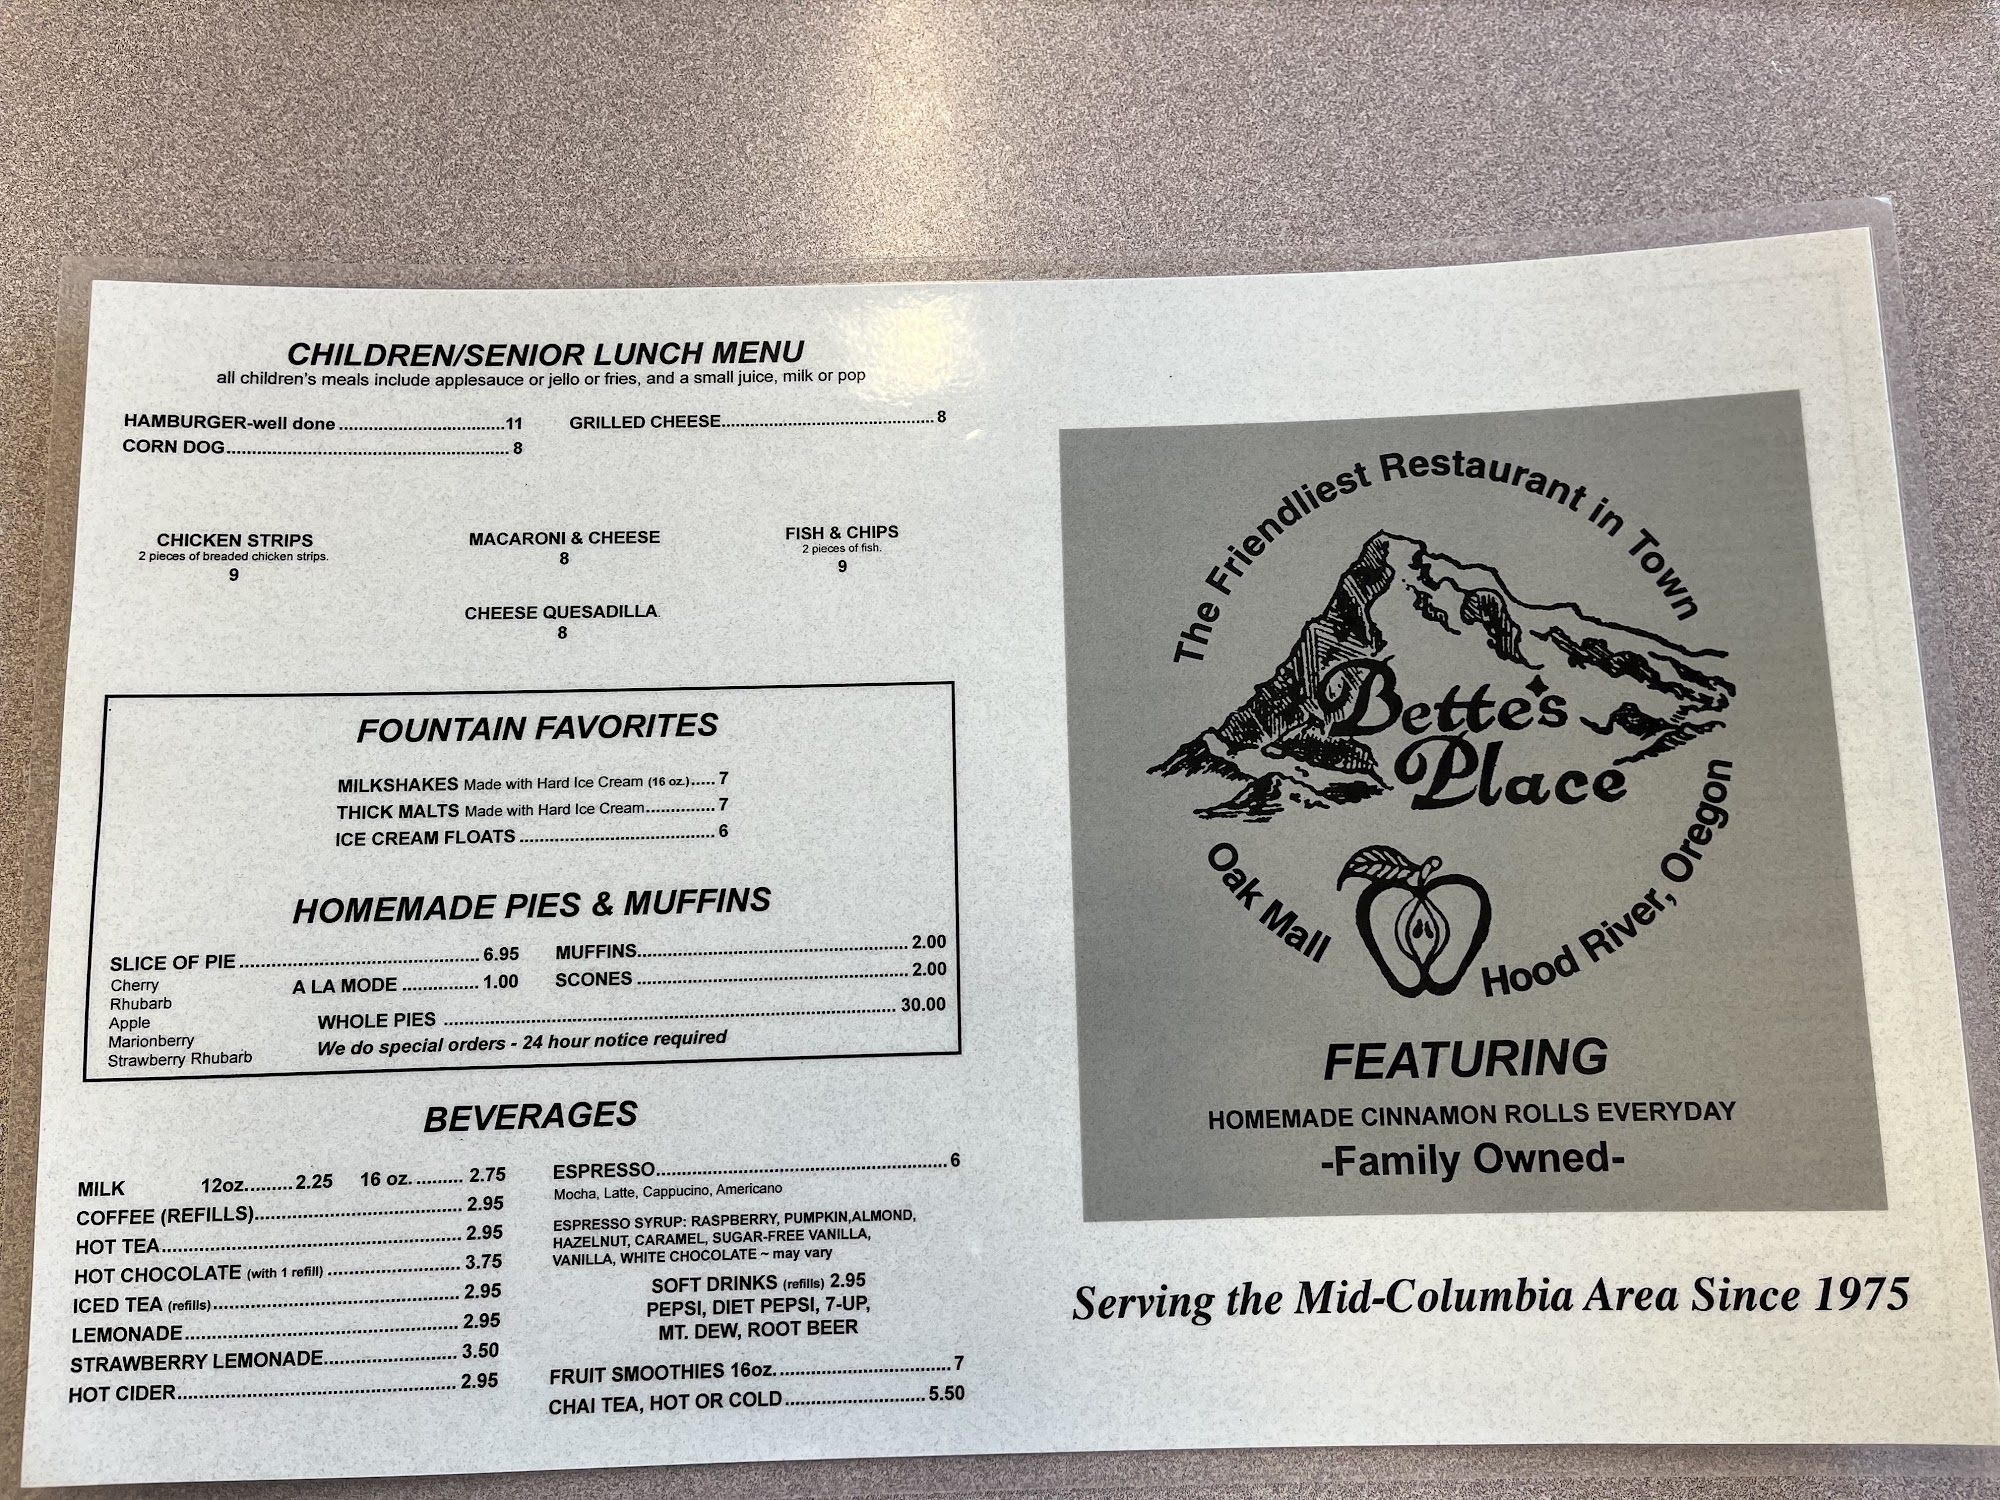 CHILDREN/SENIOR LUNCH MENU
all children's meals include applesauce or jello or fries, and a small juice, milk or pop
HAMBURGER-well done 11
CORN DOG 8
GRILLED CHEESE 8
CHICKEN STRIPS
2 pieces of breaded chicken strips.
9
MACARONI & CHEESE
8
FISH & CHIPS
2 pieces of fish.
9
CHEESE QUESADILLA.
8
FOUNTAIN FAVORITES
MILKSHAKES Made with Hard Ice Cream (16 oz.) 7
THICK MALTS Made with Hard Ice Cream 7
ICE CREAM FLOATS 6
HOMEMADE PIES & MUFFINS
SLICE OF PIE 6.95
Cherry
Rhubarb
Apple
Marionberry
Strawberry Rhubarb
A LA MODE 1.00
MUFFINS 2.00
SCONES 2.00
WHOLE PIES 30.00
We do special orders - 24 hour notice required
BEVERAGES
MILK 12oz. 2.25 16 oz. 2.75
COFFEE (REFILLS) 2.95
HOT TEA 2.95
HOT CHOCOLATE (with 1 refill) 3.75
ICED TEA (refills) 2.95
LEMONADE 2.95
STRAWBERRY LEMONADE 3.50
HOT CIDER 2.95
ESPRESSO 6
Mocha, Latte, Cappucino, Americano
ESPRESSO SYRUP: RASPBERRY, PUMPKIN,ALMOND,
HAZELNUT, CARAMEL, SUGAR-FREE VANILLA,
VANILLA, WHITE CHOCOLATE ~ may vary
SOFT DRINKS (refills) 2.95
PEPSI, DIET PEPSI, 7-UP,
MT. DEW, ROOT BEER
FRUIT SMOOTHIES 16oz. 7
CHAI TEA, HOT OR COLD 5.50
The Friendliest Restaurant in Town
Bette's
Place
Oak Mall
Hood River, Oregon
FEATURING
HOMEMADE CINNAMON ROLLS EVERYDAY
-Family Owned-
Serving the Mid-Columbia Area Since 1975